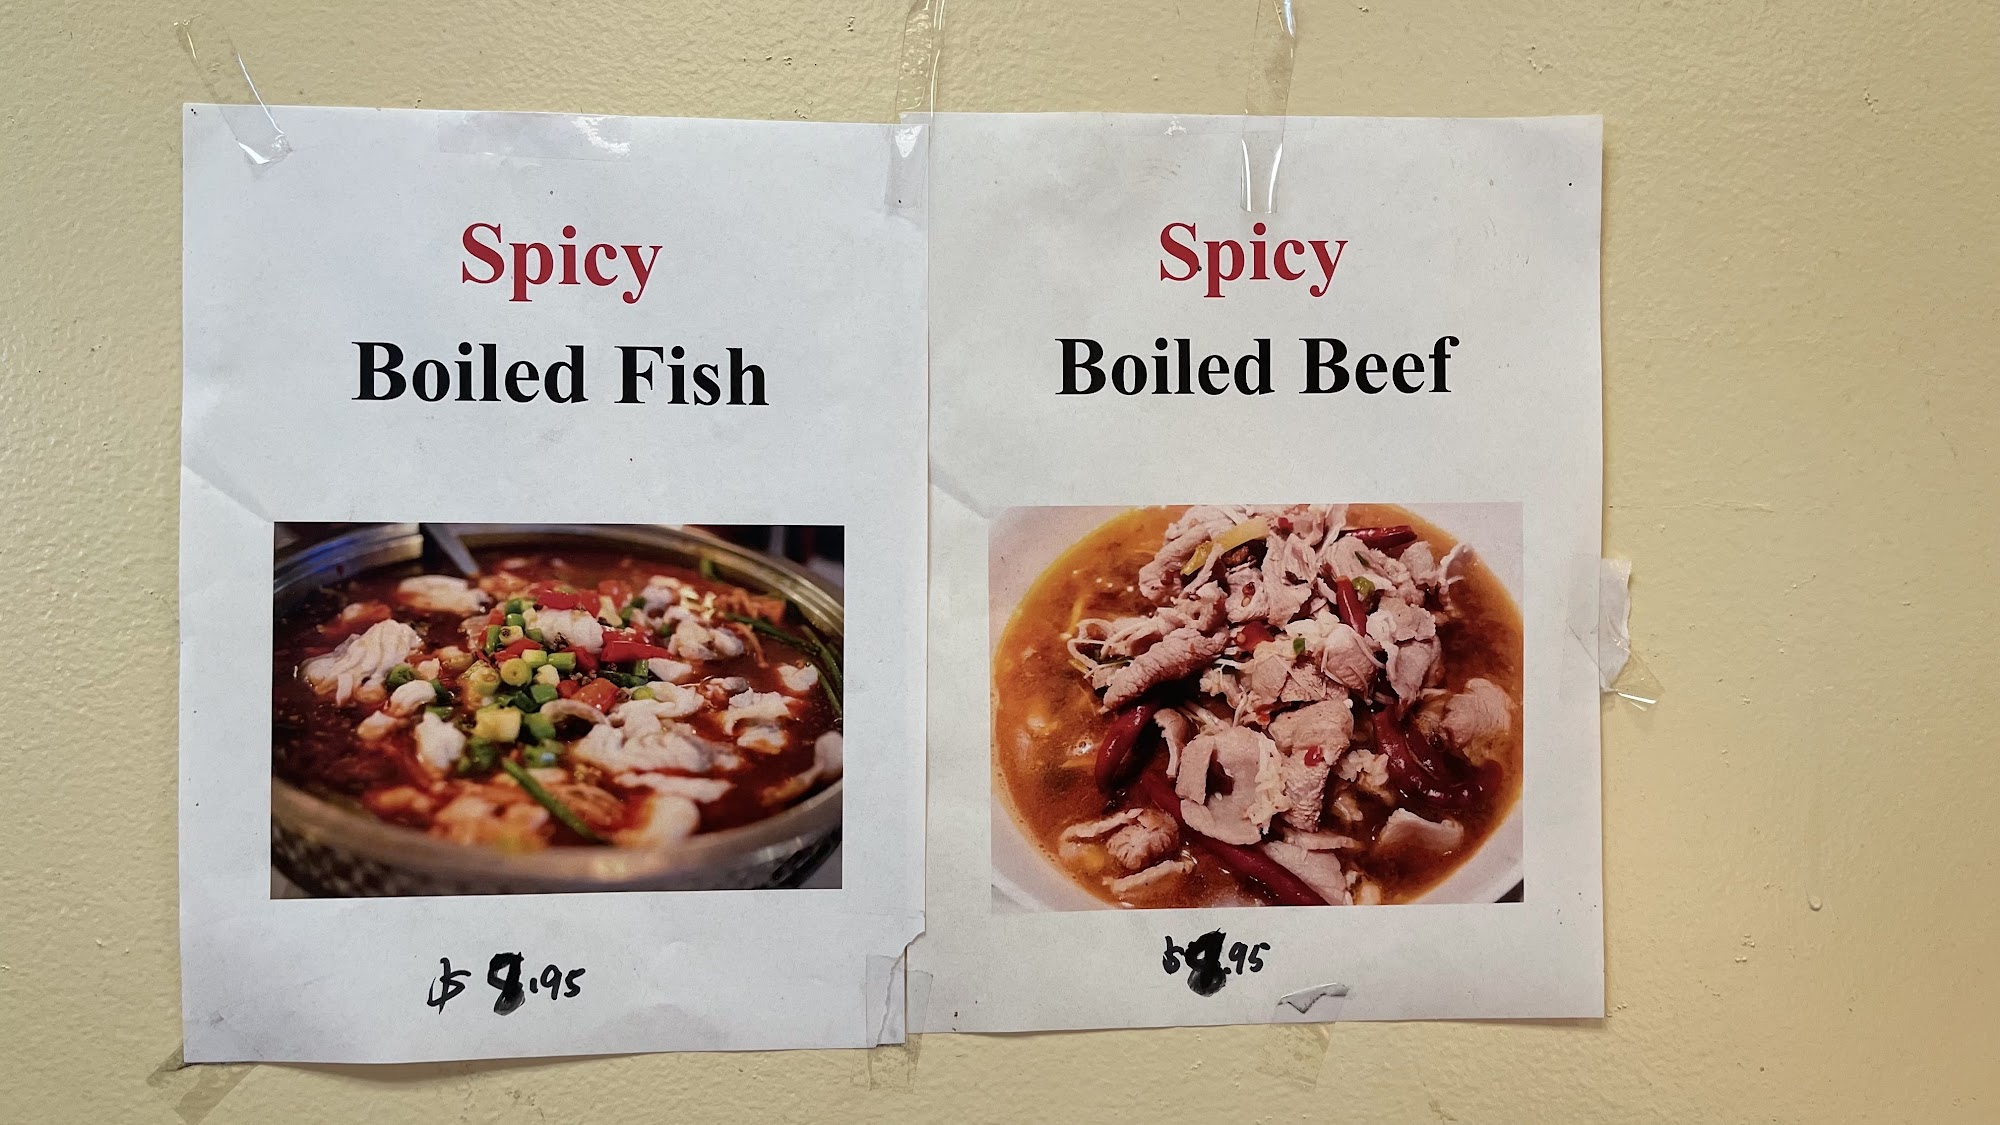 Spicy
Boiled Fish
$ 8.95
Spicy
Boiled Beef
$8.95